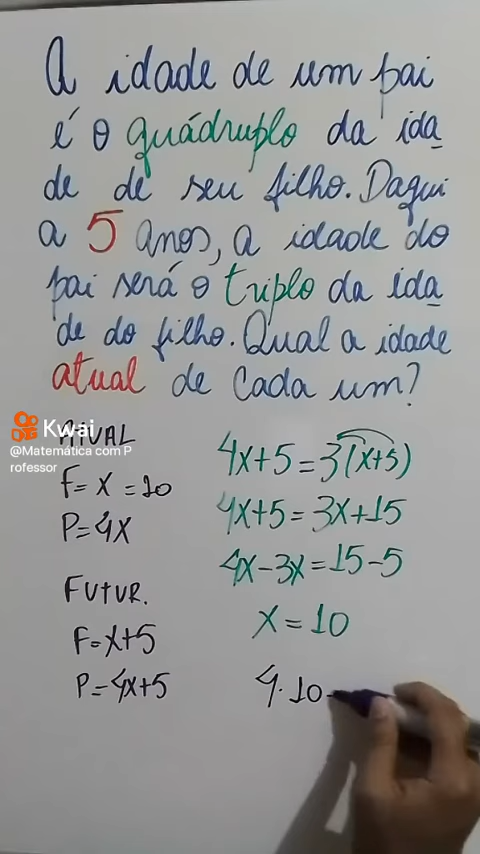 A idade de um pai
é o quádruplo da ida
de de seu filho. Daqui
a 5 anos, a idade do
pai será o triplo da ida
de do filho. Qual a idade
atual de cada um?
Kwai
@Matemática com P
rofessor
ATUAL
F = X = 10
P = 4X
FUTUR.
F = X+5
P = 4X+5
4X+5 = 3(X+5)
4X+5 = 3X+15
4X-3X = 15-5
X = 10
4. 10